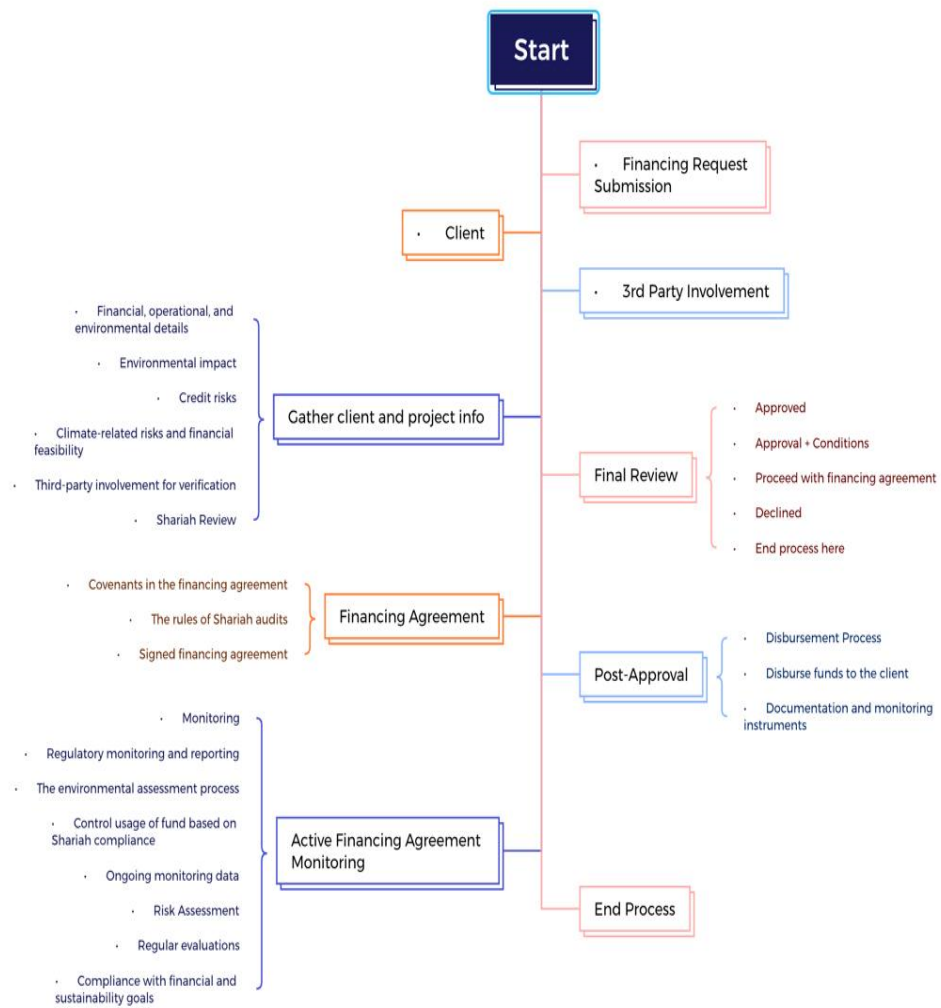 Start
· Financing Request
Submission
· Client
· 3rd Party Involvement
· Financial, operational, and
environmental details
· Environmental impact
· Credit risks
· Climate-related risks and financial
feasibility
· Third-party involvement for verification
· Shariah Review
Gather client and project info
Final Review
· Approved
· Approval + Conditions
· Proceed with financing agreement
· Declined
· End process here
· Covenants in the financing agreement
· The rules of Shariah audits
· Signed financing agreement
Financing Agreement
Post-Approval
· Disbursement Process
· Disburse funds to the client
· Documentation and monitoring
instruments
· Monitoring
· Regulatory monitoring and reporting
· The environmental assessment process
· Control usage of fund based on
Shariah compliance
· Ongoing monitoring data
· Risk Assessment
· Regular evaluations
· Compliance with financial and
sustainability goals
Active Financing Agreement
Monitoring
End Process